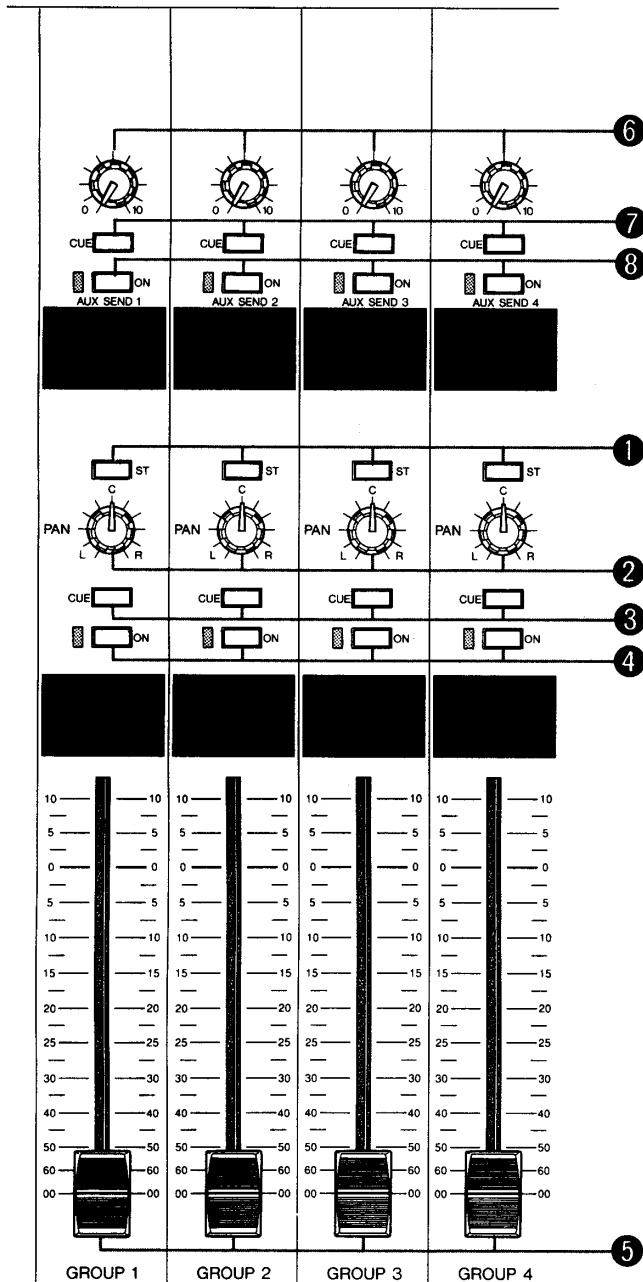 6
0 10 0 10 0 10 0 10
7
CUE CUE CUE CUE
8
ON ON ON ON
AUX SEND 1 AUX SEND 2 AUX SEND 3 AUX SEND 4
1
ST ST ST ST
C C C C
PAN PAN PAN PAN
L R L R L R L R
2
CUE CUE CUE CUE
3
ON ON ON ON
4
10 10 10 10 10 10 10 10
5 5 5 5 5 5 5 5
0 0 0 0 0 0 0 0
5 5 5 5 5 5 5 5
10 10 10 10 10 10 10 10
15 15 15 15 15 15 15 15
20 20 20 20 20 20 20 20
25 25 25 25 25 25 25 25
30 30 30 30 30 30 30 30
40 40 40 40 40 40 40 40
50 50 50 50 50 50 50 50
60 60 60 60 60 60 60 60
00 00 00 00 00 00 00 00
5
GROUP 1 GROUP 2 GROUP 3 GROUP 4